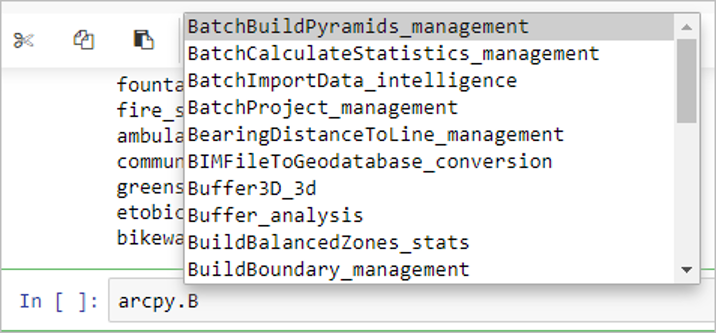 BatchBuildPyramids_management
BatchCalculateStatistics_management
BatchImportData_intelligence
BatchProject_management
BearingDistanceToLine_management
BIMFileToGeodatabase_conversion
Buffer3D_3d
Buffer_analysis
BuildBalancedZones_stats
BuildBoundary_management
founta
fire_s
ambula
commun
greens
etobic
bikewa
In [ ]: arcpy.B